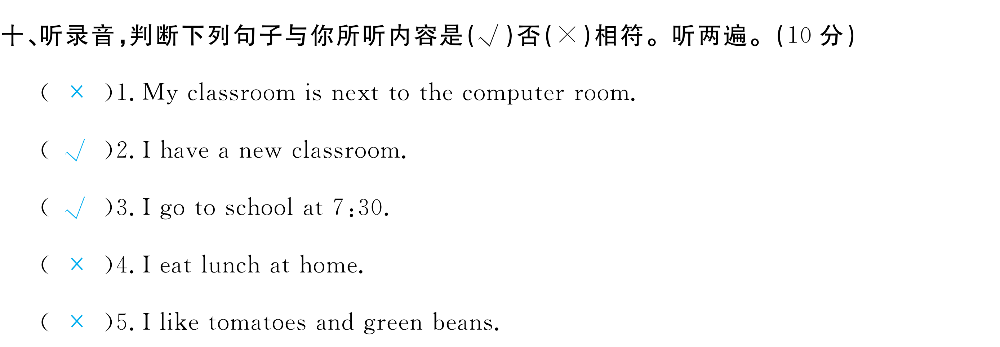 十、听录音,判断下列句子与你所听内容是(√)否(×)相符。听两遍。(10 分)
( × )1. My classroom is next to the computer room.
( √ )2. I have a new classroom.
( √ )3. I go to school at 7:30.
( × )4. I eat lunch at home.
( × )5. I like tomatoes and green beans.